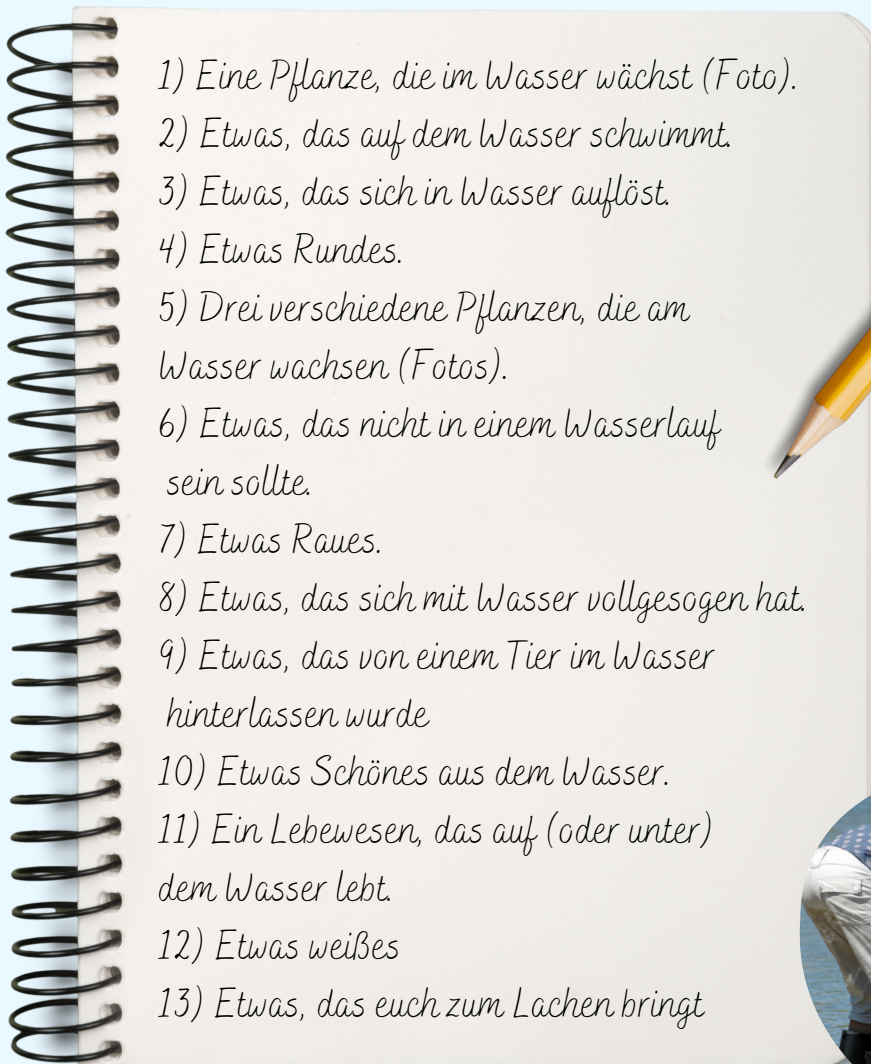 1) Eine Pflanze, die im Wasser wächst (Foto).
2) Etwas, das auf dem Wasser schwimmt.
3) Etwas, das sich in Wasser auflöst.
4) Etwas Rundes.
5) Drei verschiedene Pflanzen, die am
Wasser wachsen (Fotos).
6) Etwas, das nicht in einem Wasserlauf
sein sollte.
7) Etwas Raues.
8) Etwas, das sich mit Wasser vollgesogen hat.
9) Etwas, das von einem Tier im Wasser
hinterlassen wurde
10) Etwas Schönes aus dem Wasser.
11) Ein Lebewesen, das auf (oder unter)
dem Wasser lebt.
12) Etwas weißes
13) Etwas, das euch zum Lachen bringt